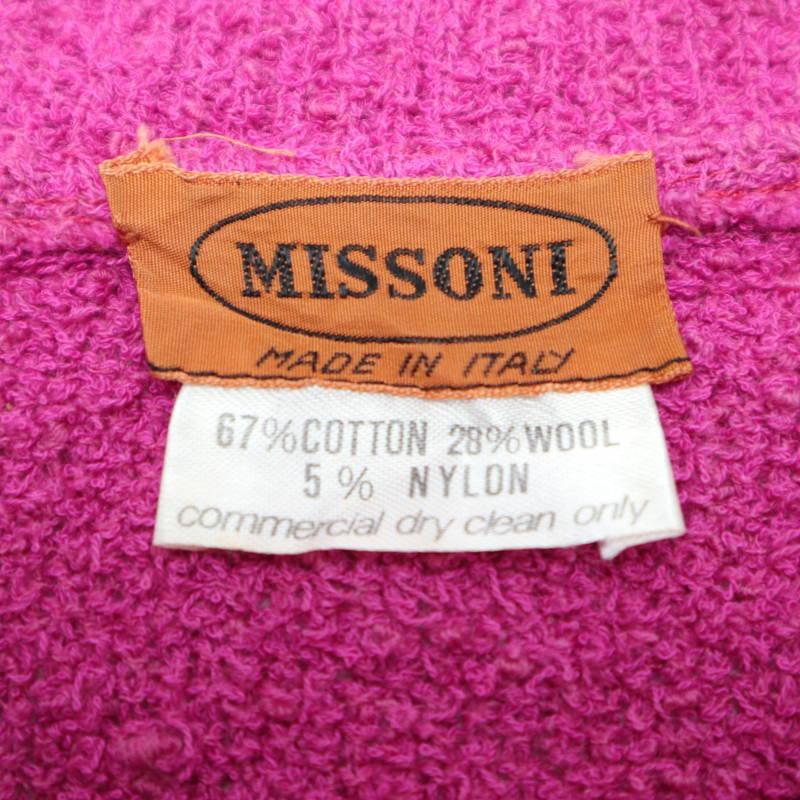 MISSONI
MADE IN ITALY
67% COTTON 28% WOOL
5% NYLON
commercial dry clean only